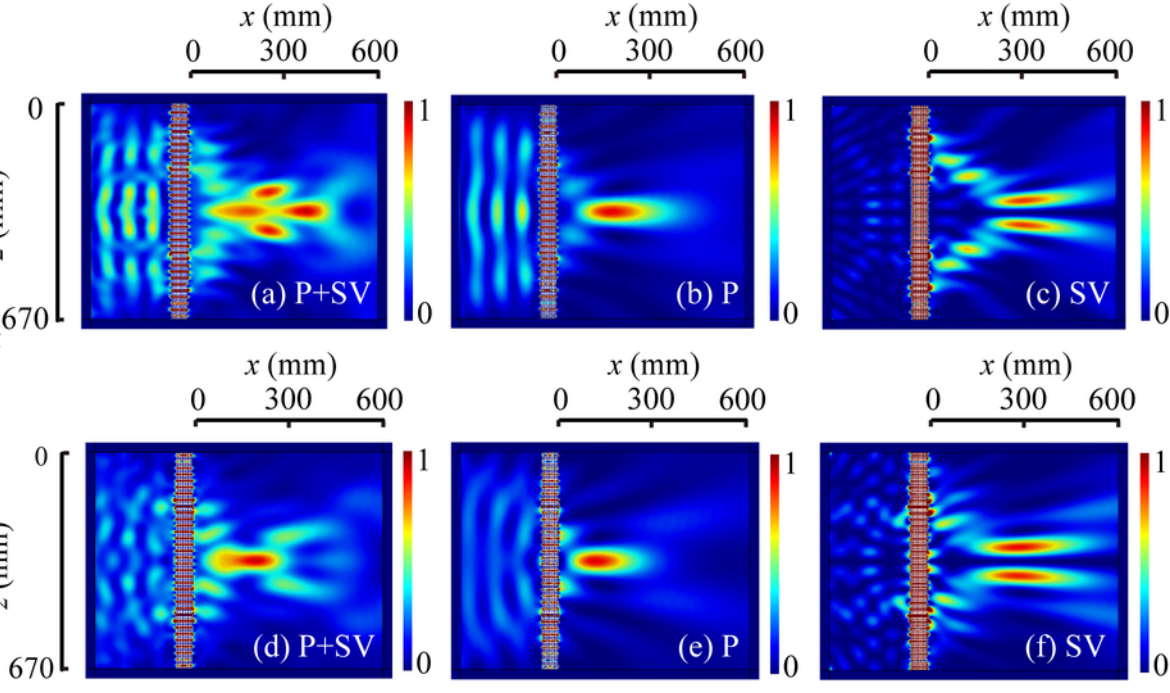 x (mm) x (mm) x (mm)
0 300 600 0 300 600 0 300 600
0 1 1 1
(a) P+SV (b) P (c) SV
670 0 0 0
x (mm) x (mm) x (mm)
0 300 600 0 300 600 0 300 600
0 1 1 1
z (mm)
(d) P+SV (e) P (f) SV
670 0 0 0